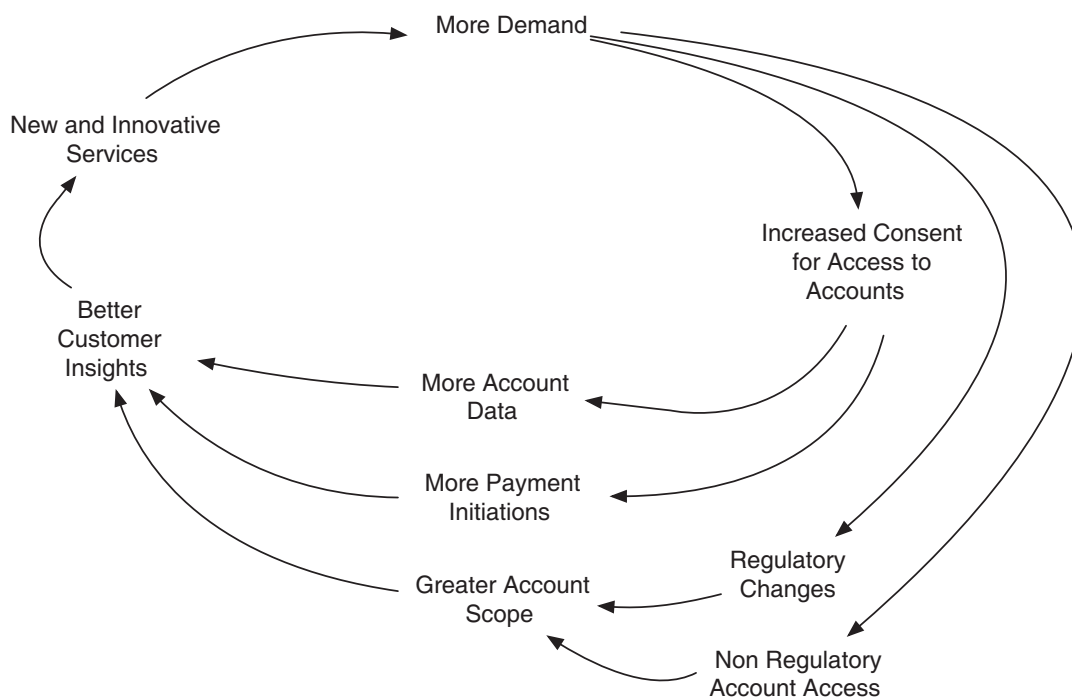 More Demand
New and Innovative
Services
Increased Consent
for Access to
Accounts
Better
Customer
Insights
More Account
Data
More Payment
Initiations
Regulatory
Changes
Greater Account
Scope
Non Regulatory
Account Access